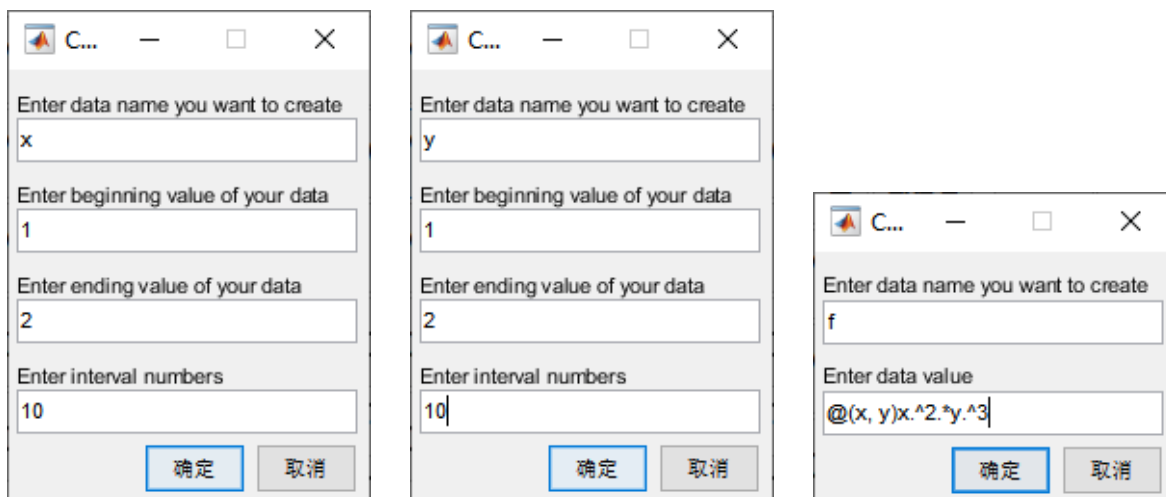 C...
Enter data name you want to create
x
Enter beginning value of your data
1
Enter ending value of your data
2
Enter interval numbers
10
确定 取消
C...
Enter data name you want to create
y
Enter beginning value of your data
1
Enter ending value of your data
2
Enter interval numbers
10
确定 取消
C...
Enter data name you want to create
f
Enter data value
@(x, y)x.^2.*y.^3
确定 取消